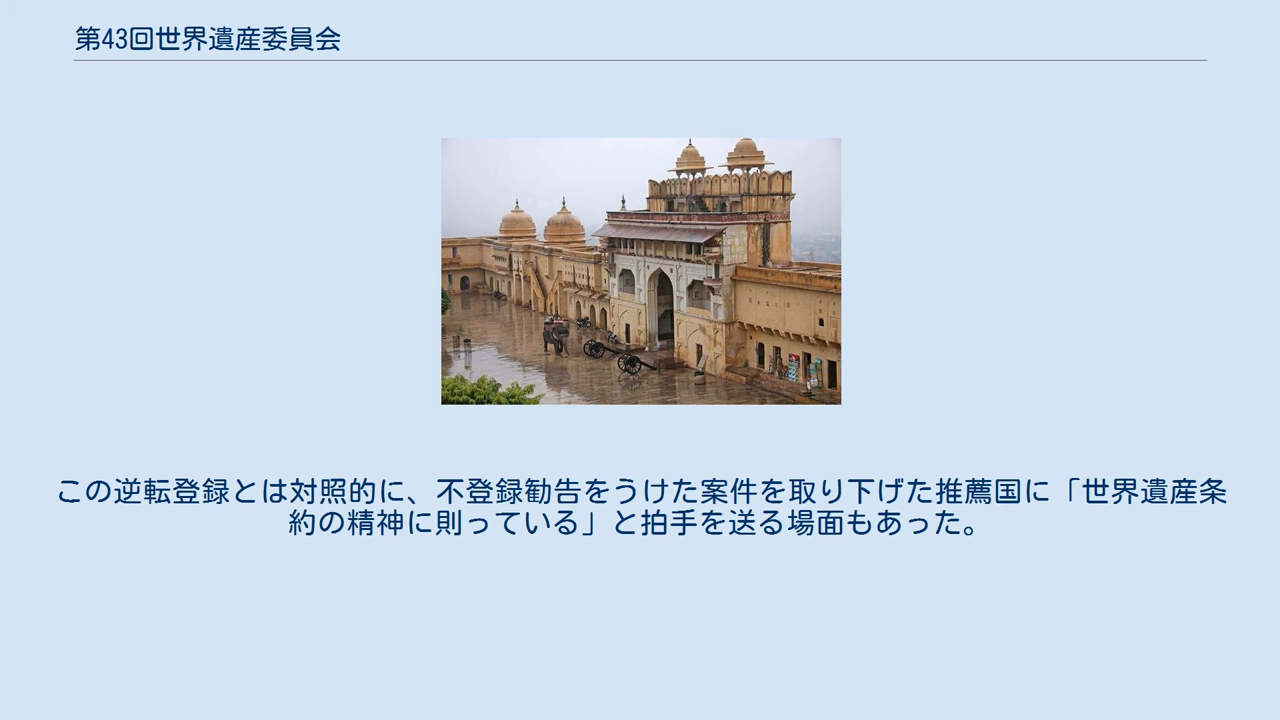 第43回世界遺産委員会
この逆転登録とは対照的に、不登録勧告をうけた案件を取り下げた推薦国に「世界遺産条
約の精神に則っている」と拍手を送る場面もあった。